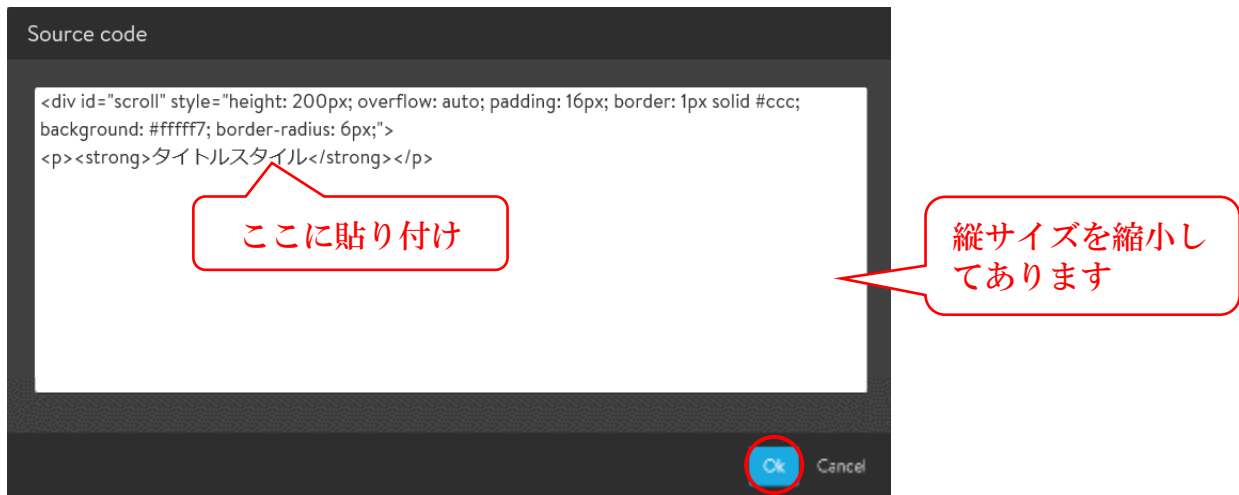 Source code
<div id="scroll" style="height: 200px; overflow: auto; padding: 16px; border: 1px solid #ccc;
background: #fffff7; border-radius: 6px;">
<p><strong>タイトルスタイル</strong></p>
ここに貼り付け
縦サイズを縮小し
てあります
Ok
Cancel